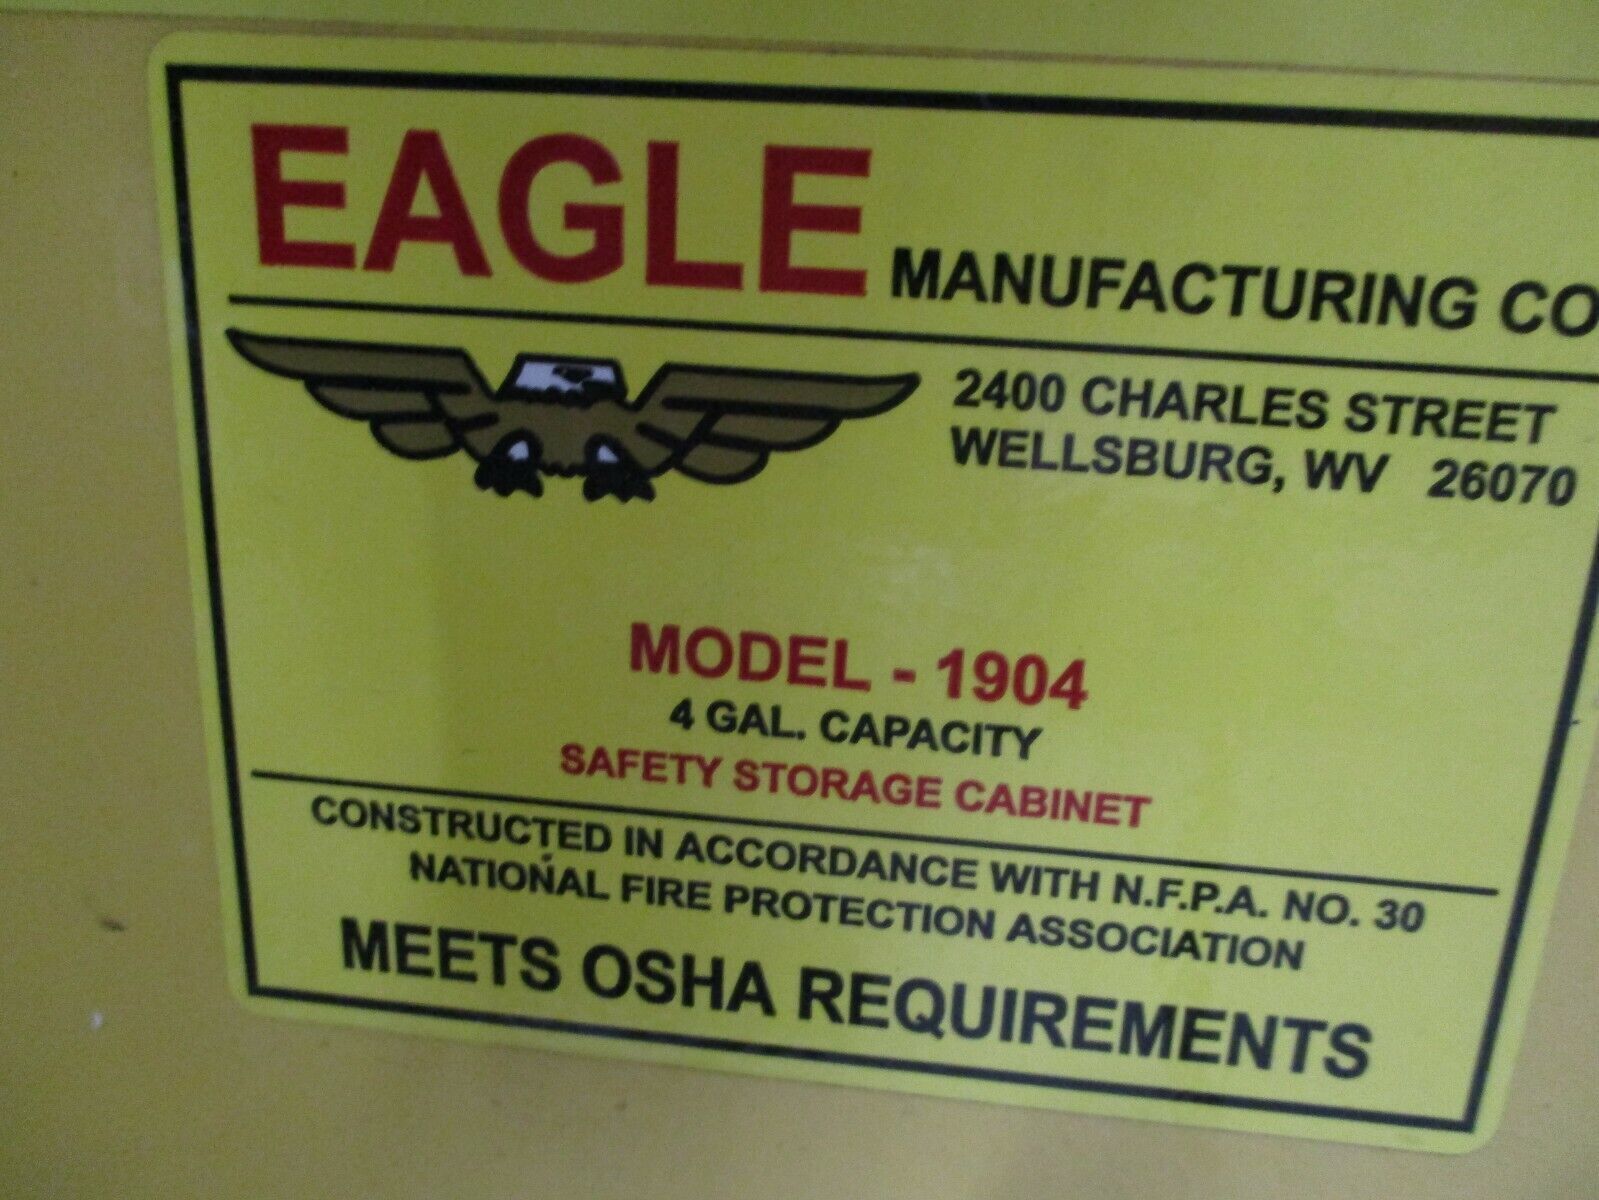 EAGLE MANUFACTURING CO
2400 CHARLES STREET
WELLSBURG, WV 26070
MODEL - 1904
4 GAL. CAPACITY
SAFETY STORAGE CABINET
CONSTRUCTED IN ACCORDANCE WITH N.F.P.A. NO. 30
NATIONAL FIRE PROTECTION ASSOCIATION
MEETS OSHA REQUIREMENTS